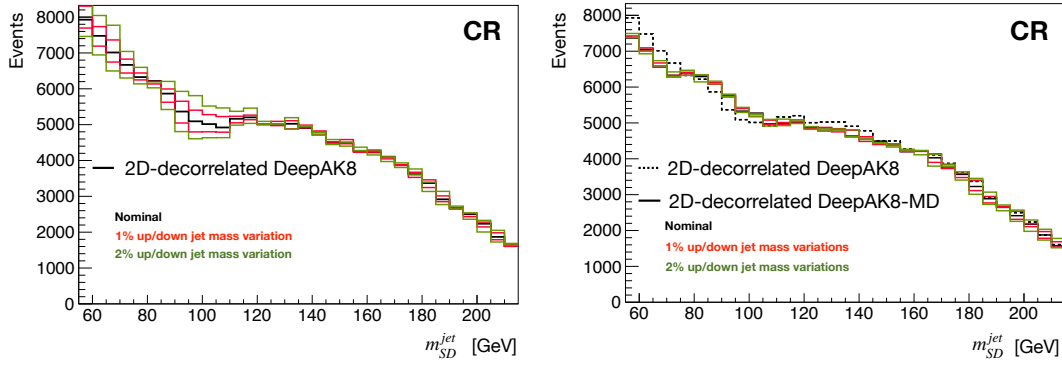 CR
Events
8000
7000
6000
5000
4000
3000
2000
1000
0
2D-decorrelated DeepAK8
Nominal
1% up/down jet mass variation
2% up/down jet mass variation
60 80 100 120 140 160 180 200
m_{SD}^{jet} [GeV]
CR
Events
8000
7000
6000
5000
4000
3000
2000
1000
0
2D-decorrelated DeepAK8
2D-decorrelated DeepAK8-MD
Nominal
1% up/down jet mass variations
2% up/down jet mass variations
60 80 100 120 140 160 180 200
m_{SD}^{jet} [GeV]